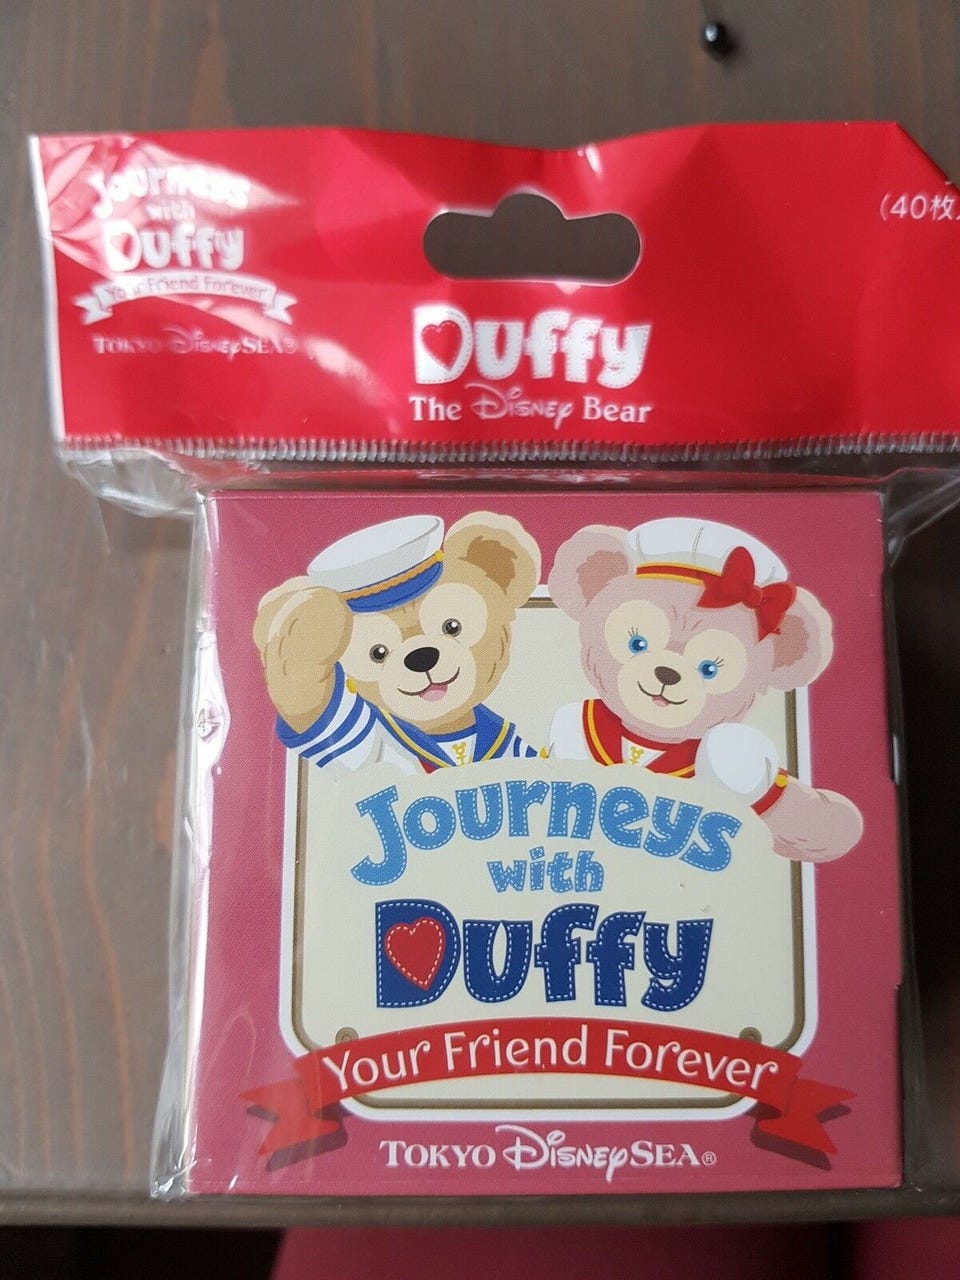 Journeys
with
Duffy
Your Friend Forever
TOKYO DISNEYSEA®
(40枚
Duffy
The Disney Bear
Journeys
with
Duffy
Your Friend Forever
TOKYO DISNEYSEA®